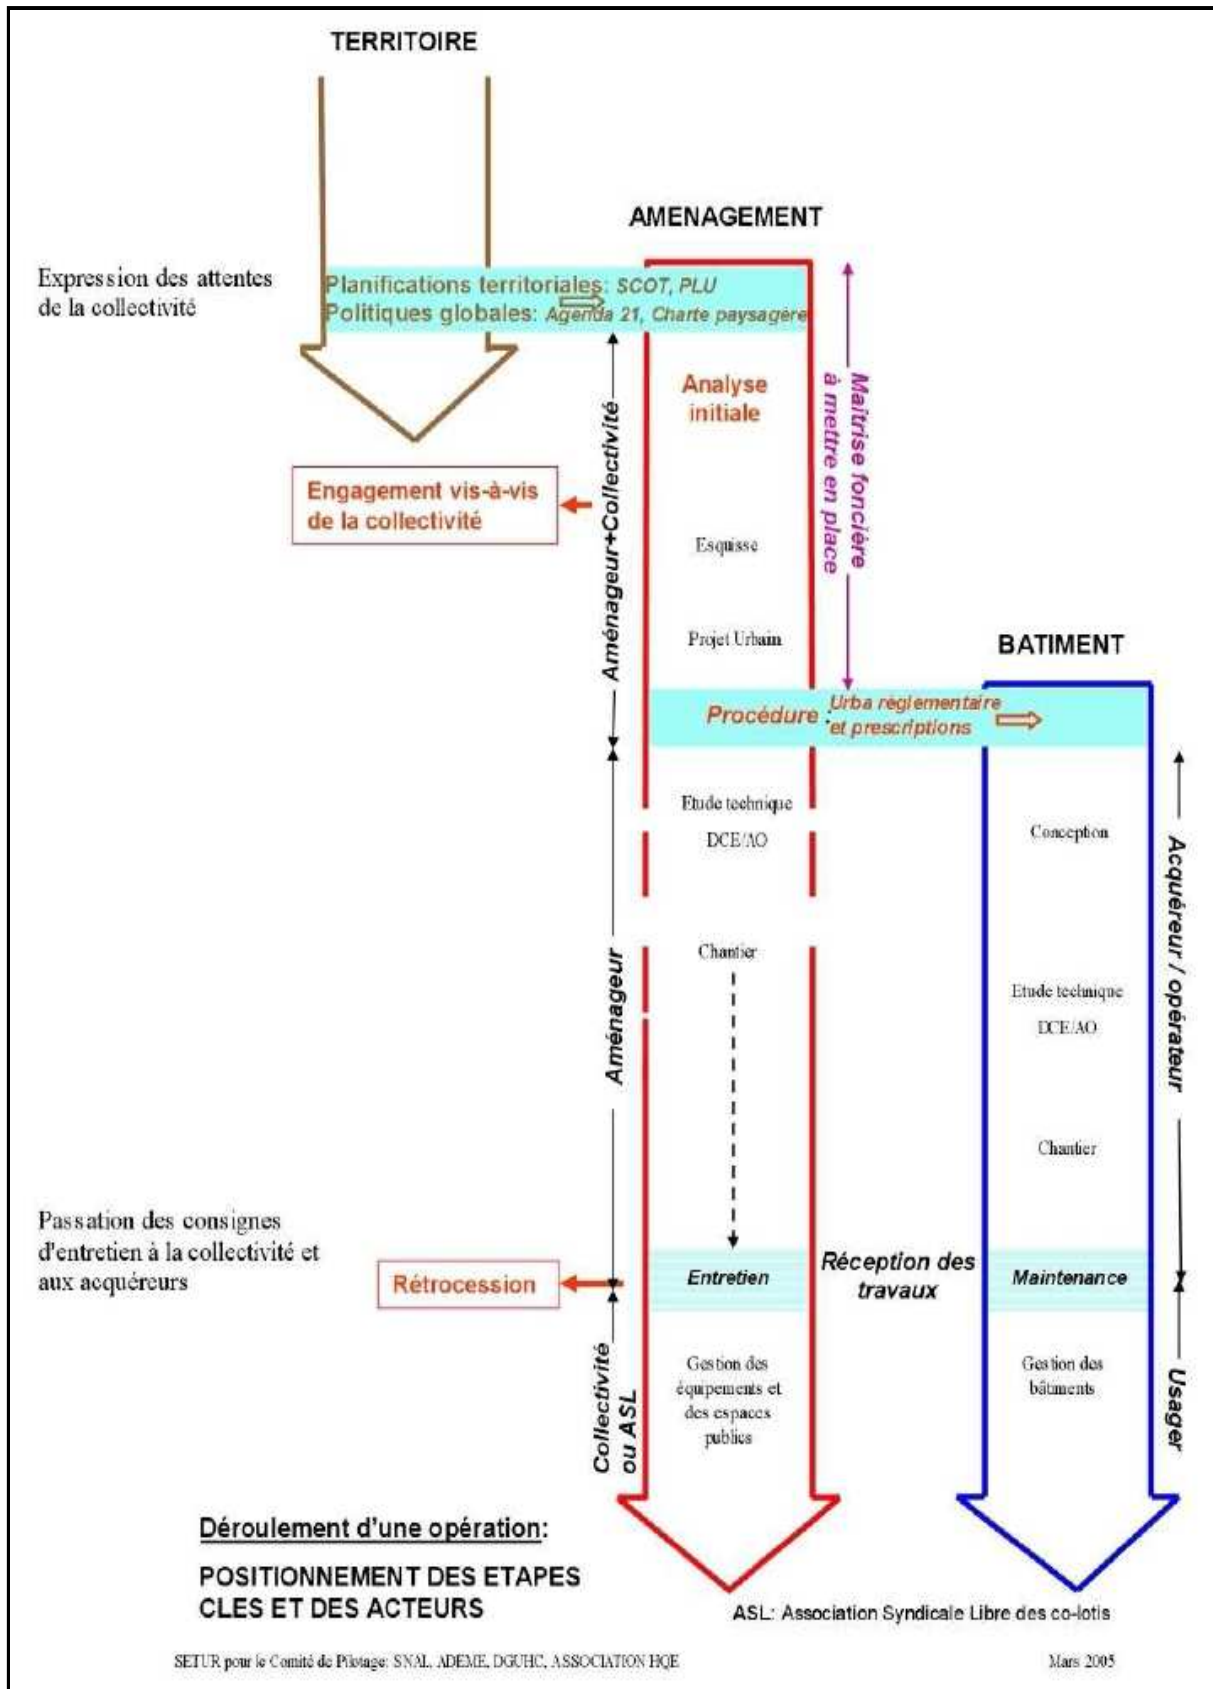 TERRITOIRE
AMENAGEMENT
Expression des attentes
de la collectivité
Planifications territoriales: SCOT, PLU
Politiques globales: Agenda 21, Charte paysagère
Analyse
initiale
Maîtrise foncière
à mettre en place
Aménageur+Collectivité
Engagement vis-à-vis
de la collectivité
Esquisse
Projet Urbain
BATIMENT
Procédure : Urba règlementaire
et prescriptions
Etude technique
DCE/AO
Conception
Chantier
Aménageur
Acquéreur / opérateur
Etude technique
DCE/AO
Chantier
Passation des consignes
d'entretien à la collectivité et
aux acquéreurs
Rétrocession
Entretien
Réception des
travaux
Maintenance
Collectivité
ou ASL
Gestion des
équipements et
des espaces
publics
Gestion des
bâtiments
Usager
Déroulement d'une opération:
POSITIONNEMENT DES ETAPES
CLES ET DES ACTEURS
ASL: Association Syndicale Libre des co-lotis
SETUR pour le Comité de Pilotage: SNAL, ADEME, DGUHC, ASSOCIATION HQE
Mars 2005